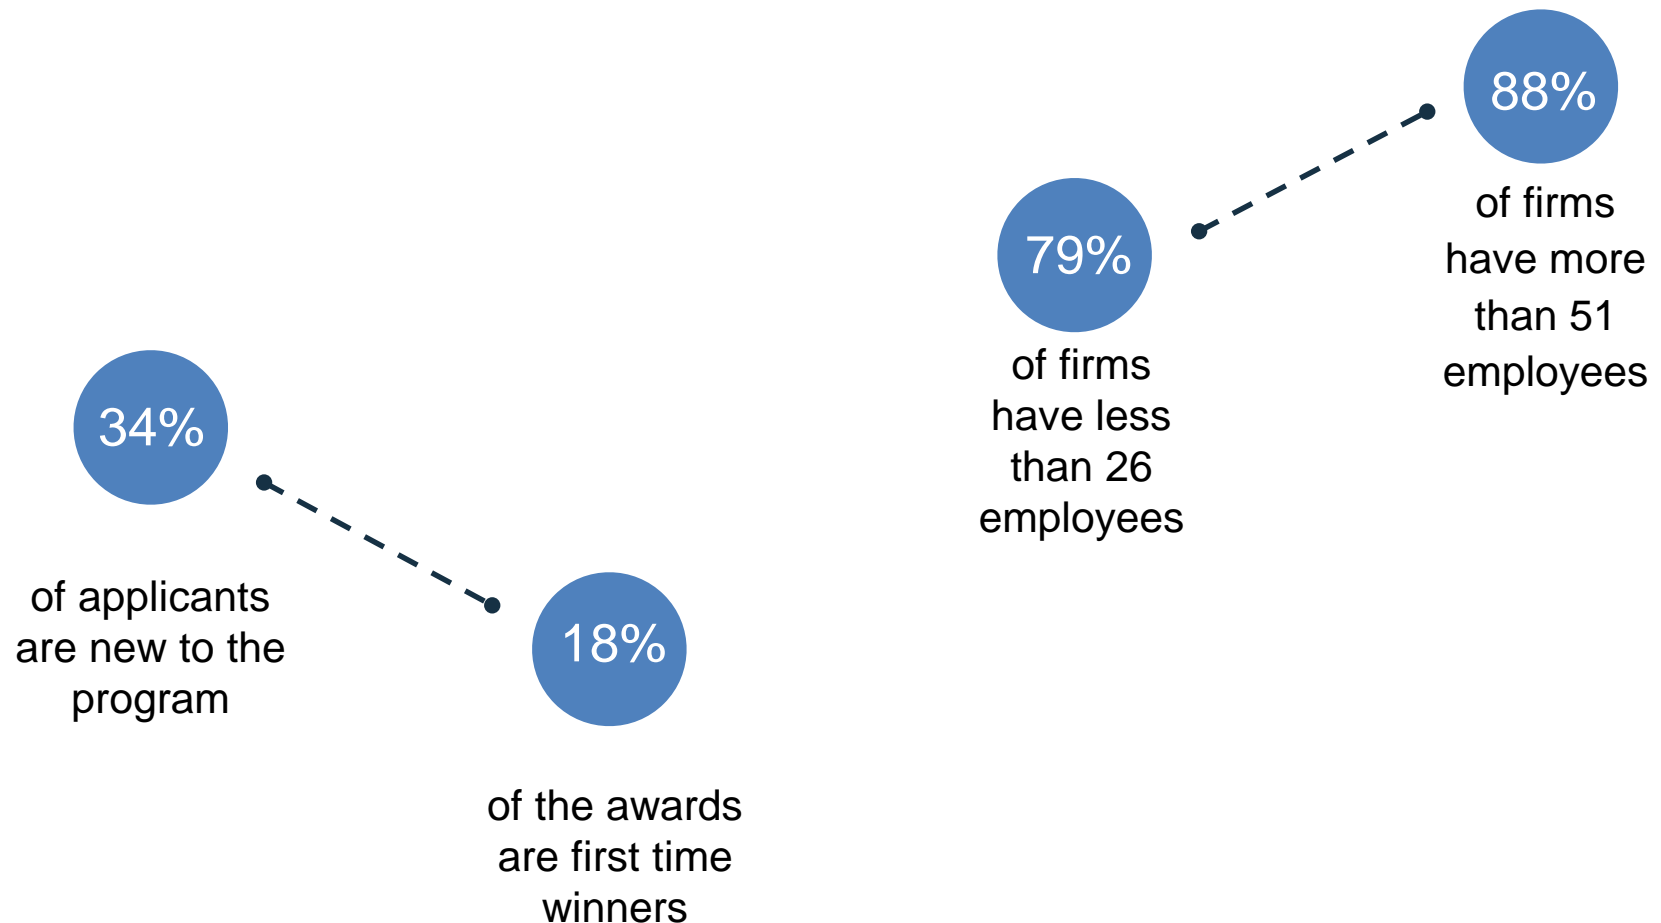 34%
of applicants
are new to the
program
18%
of the awards
are first time
winners
79%
of firms
have less
than 26
employees
88%
of firms
have more
than 51
employees